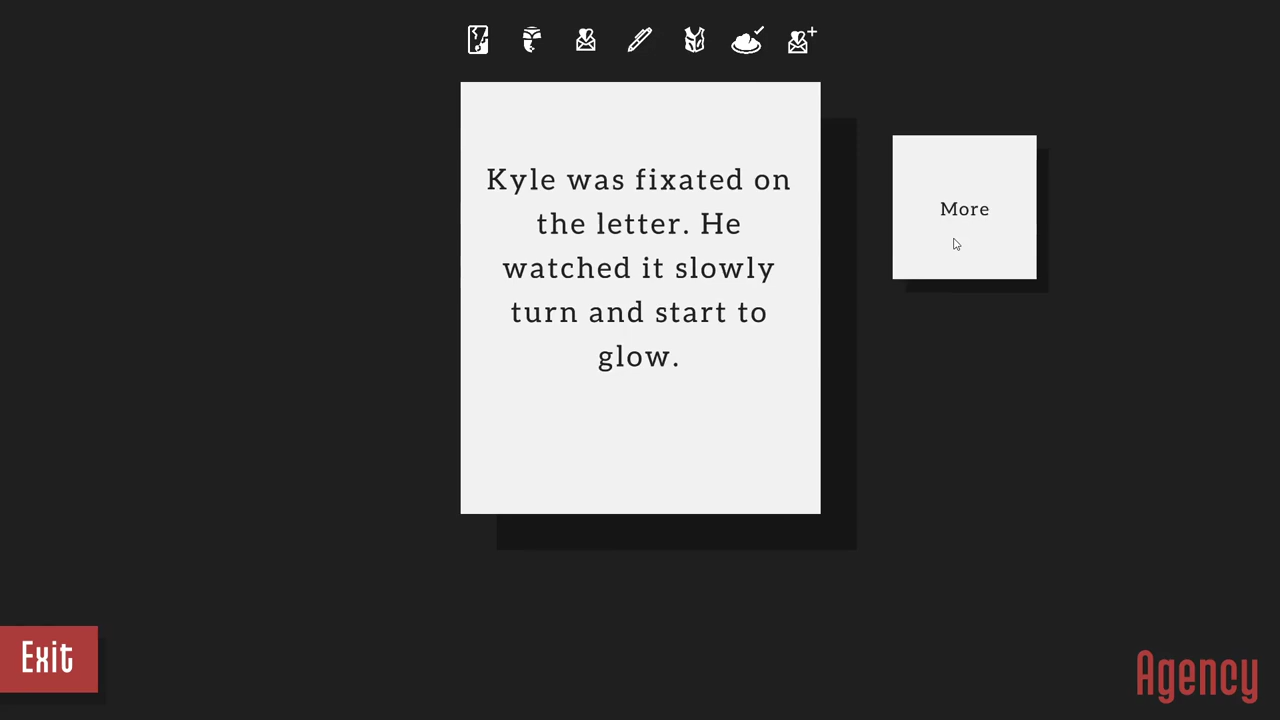 Kyle was fixated on
the letter. He
watched it slowly
turn and start to
glow.
More
Exit
Agency